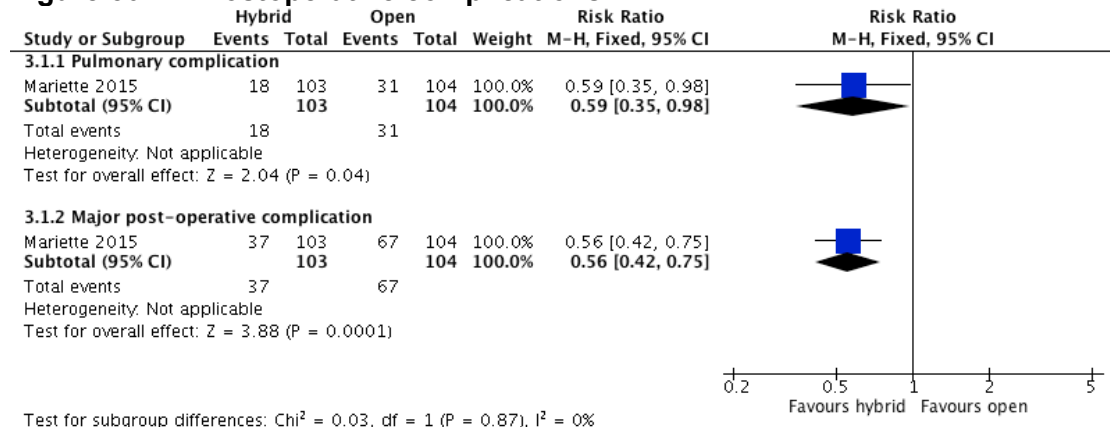 Hybrid Open Risk Ratio Risk Ratio
Study or Subgroup Events Total Events Total Weight M-H, Fixed, 95% CI M-H, Fixed, 95% CI
3.1.1 Pulmonary complication
Mariette 2015 18 103 31 104 100.0% 0.59 [0.35, 0.98]
Subtotal (95% CI) 103 104 100.0% 0.59 [0.35, 0.98]
Total events 18 31
Heterogeneity: Not applicable
Test for overall effect: Z = 2.04 (P = 0.04)
3.1.2 Major post-operative complication
Mariette 2015 37 103 67 104 100.0% 0.56 [0.42, 0.75]
Subtotal (95% CI) 103 104 100.0% 0.56 [0.42, 0.75]
Total events 37 67
Heterogeneity: Not applicable
Test for overall effect: Z = 3.88 (P = 0.0001)
0.2 0.5 1 2 5
Favours hybrid Favours open
Test for subgroup differences: Chi² = 0.03, df = 1 (P = 0.87), I² = 0%